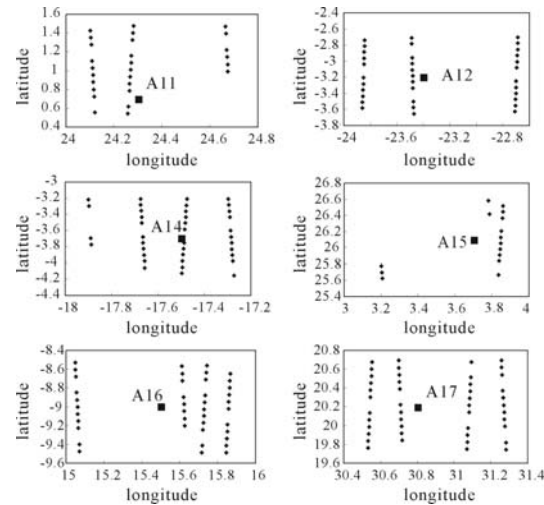 1.6
1.4
1.2
1
0.8
0.6
0.4
latitude
A11
24 24.2 24.4 24.6 24.8
longitude
-2.4
-2.6
-2.8
-3
-3.2
-3.4
-3.6
-3.8
latitude
A12
-24 -23.6 -23.2 -22.8
longitude
-3
-3.2
-3.4
-3.6
-3.8
-4
-4.2
-4.4
latitude
A14
-18 -17.8 -17.6 -17.4 -17.2
longitude
26.8
26.6
26.4
26.2
26
25.8
25.6
25.4
latitude
A15
3 3.2 3.4 3.6 3.8 4
longitude
-8.4
-8.6
-8.8
-9
-9.2
-9.4
-9.6
latitude
A16
15 15.2 15.4 15.6 15.8 16
longitude
20.8
20.6
20.4
20.2
20
19.8
19.6
latitude
A17
30.4 30.6 30.8 31 31.2 31.4
longitude